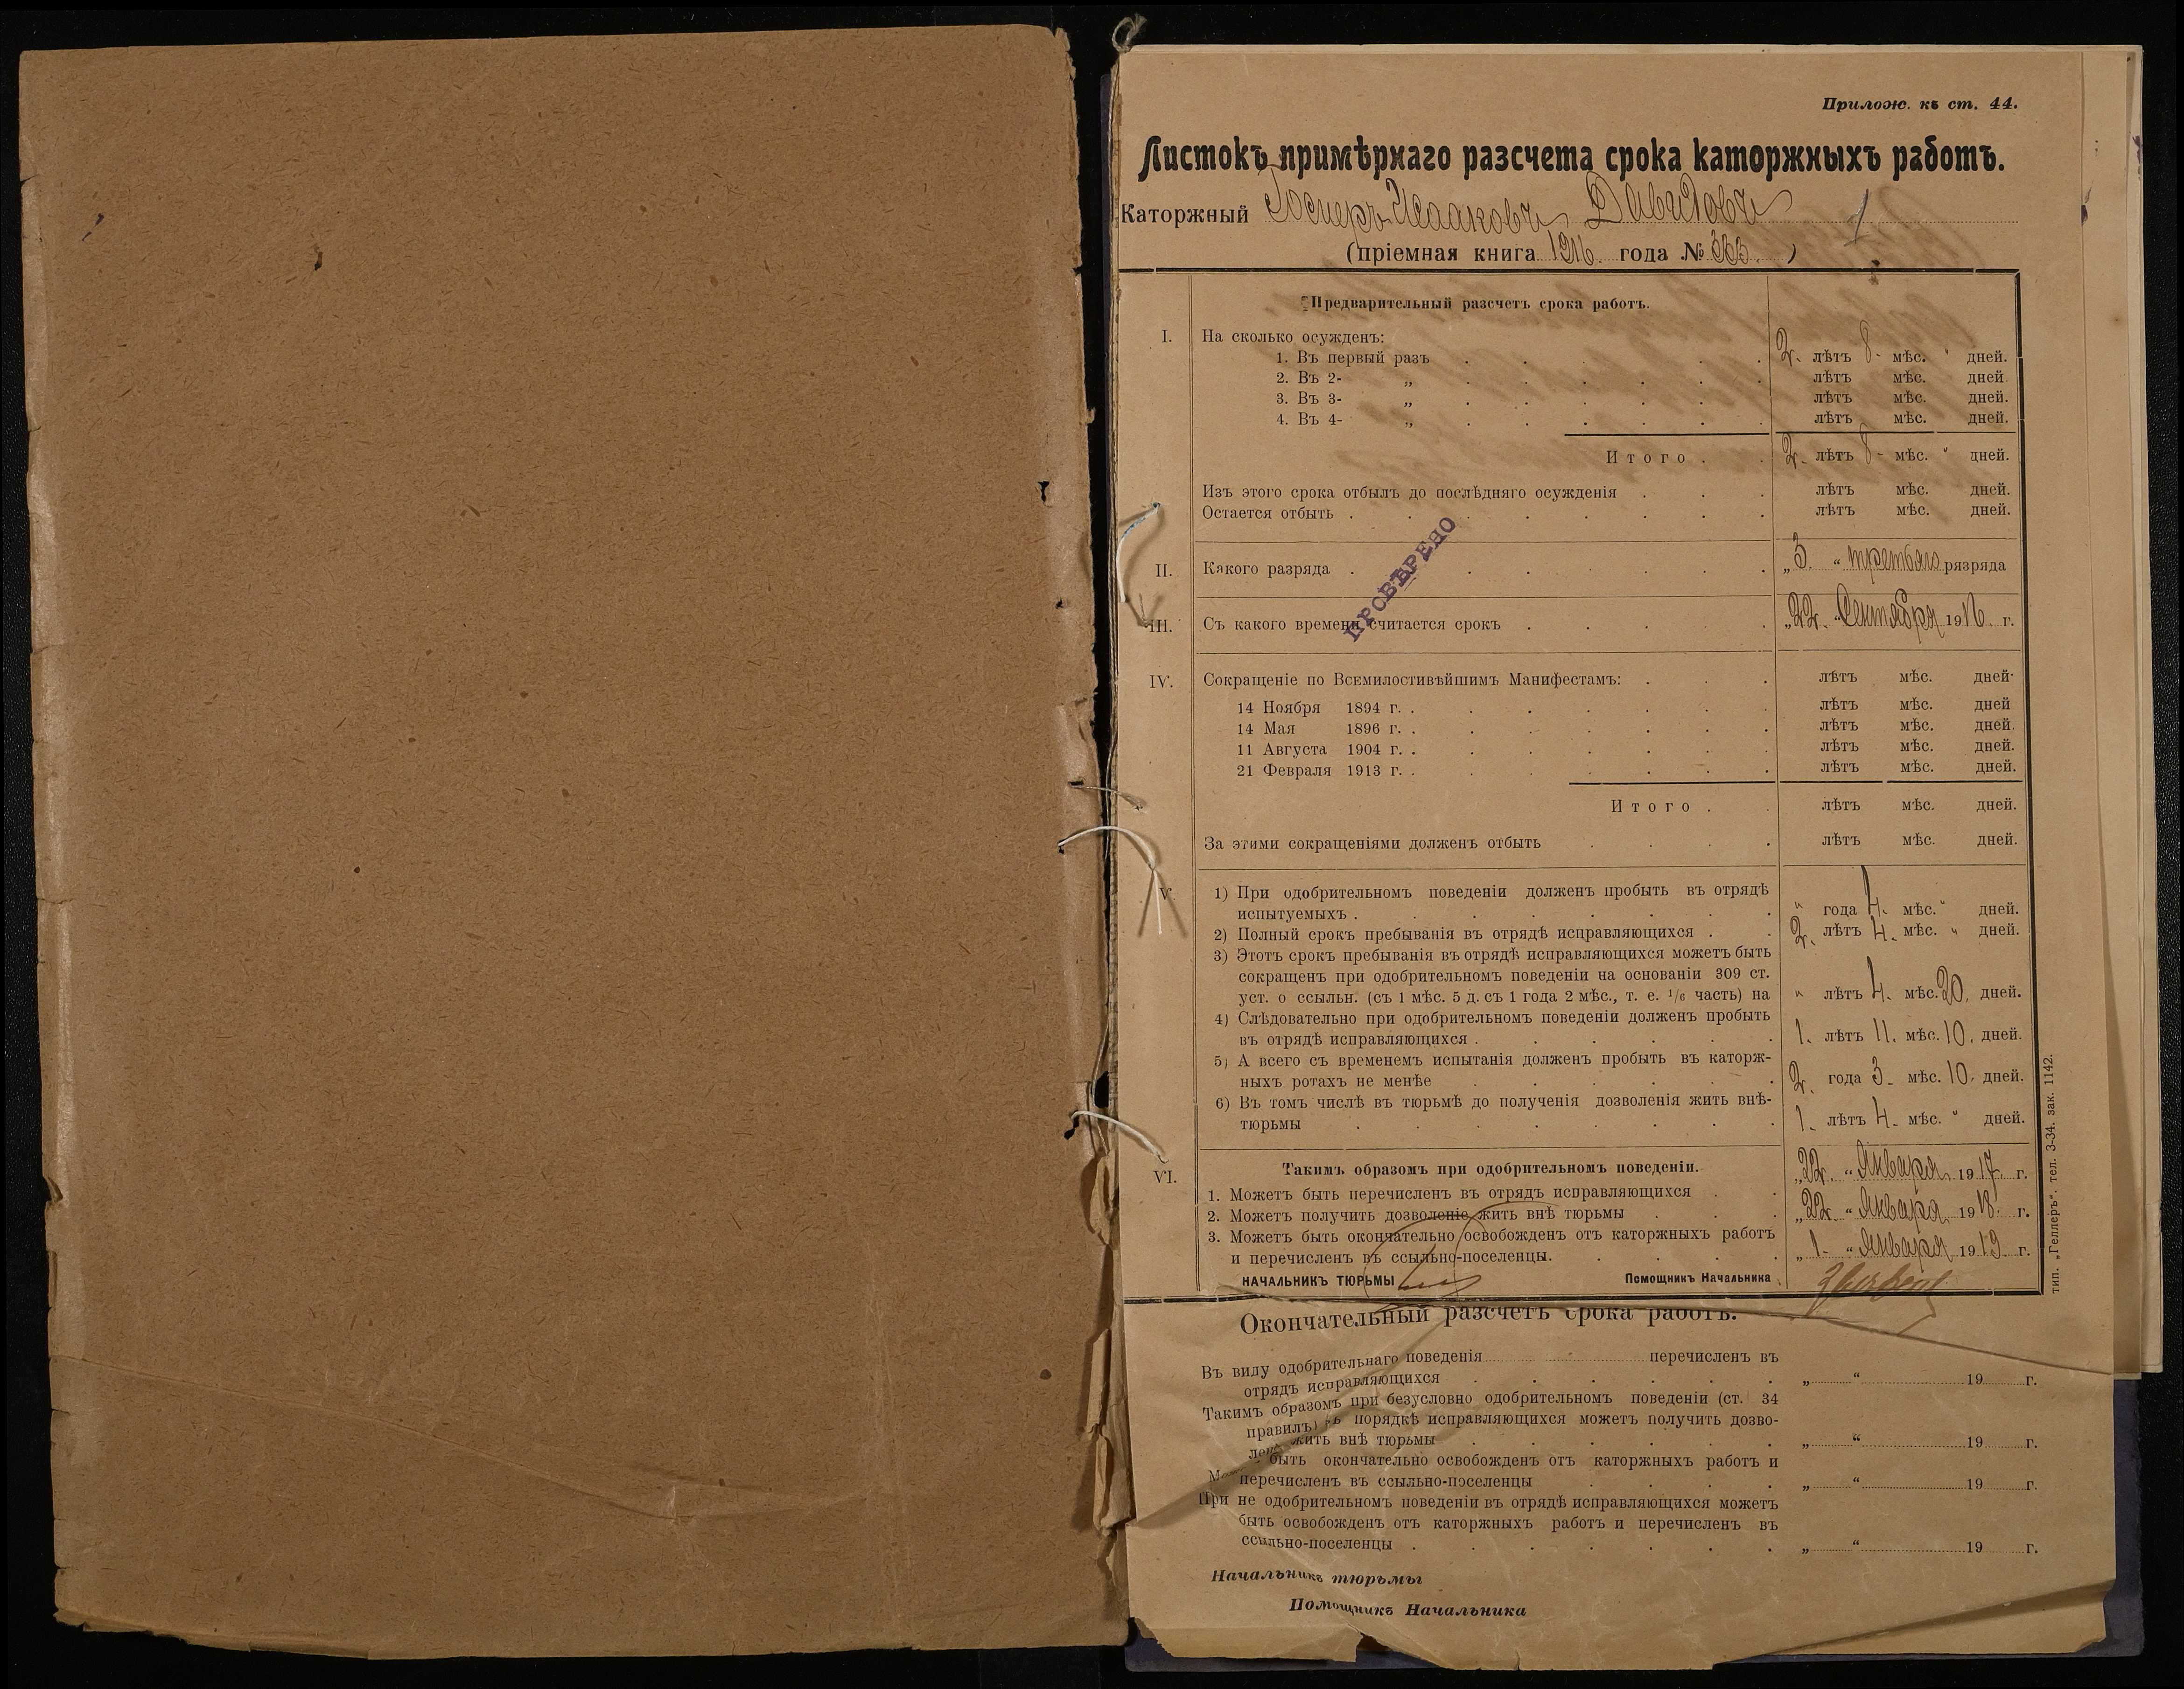 Прилож. къ ст. 44.
Листокъ примѣрнаго разсчета срока каторжныхъ работъ.
Каторжный Іоспер Исааковъ Давидовъ
(пріемная книга 1916 года № 333. )
Предварительный разсчетъ срока работъ.
I. На сколько осужденъ:
1. Въ первый разъ 2. лѣтъ 8- мѣс. " дней.
2. Въ 2- „ лѣтъ мѣс. дней.
3. Въ 3- „ лѣтъ мѣс. дней.
4. Въ 4- „ лѣтъ мѣс. дней.
Итого 2. лѣтъ 8- мѣс. " дней.
Изъ этого срока отбылъ до послѣдняго осужденія лѣтъ мѣс. дней.
Остается отбыть лѣтъ мѣс. дней.
ПРОВѢРЕНО
II. Какого разряда „3. “ третьяго разряда
III. Съ какого времени считается срокъ „22. “ Сентября 1916. г.
IV. Сокращеніе по Всемилостивѣйшимъ Манифестамъ: лѣтъ мѣс. дней.
14 Ноября 1894 г. лѣтъ мѣс. дней
14 Мая 1896 г. лѣтъ мѣс. дней.
11 Августа 1904 г. лѣтъ мѣс. дней.
21 Февраля 1913 г. лѣтъ мѣс. дней.
Итого лѣтъ мѣс. дней.
За этими сокращеніями долженъ отбыть лѣтъ мѣс. дней.
V. 1) При одобрительномъ поведеніи долженъ пробыть въ отрядѣ
испытуемыхъ " года 4. мѣс. " дней.
2) Полный срокъ пребыванія въ отрядѣ исправляющихся 2. лѣтъ 4. мѣс. " дней.
3) Этотъ срокъ пребыванія въ отрядѣ исправляющихся можетъ быть
сокращенъ при одобрительномъ поведеніи на основаніи 309 ст.
уст. о ссыльн. (съ 1 мѣс. 5 д. съ 1 года 2 мѣс., т. е. 1/6 часть) на " лѣтъ 4. мѣс. 20. дней.
4) Слѣдовательно при одобрительномъ поведеніи долженъ пробыть
въ отрядѣ исправляющихся 1. лѣтъ 11. мѣс. 10. дней.
5) А всего съ временемъ испытанія долженъ пробыть въ каторж-
ныхъ ротахъ не менѣе 2. года 3. мѣс. 10. дней.
6) Въ томъ числѣ въ тюрьмѣ до полученія дозволенія жить внѣ-
тюрьмы 1. лѣтъ 4. мѣс. " дней.
VI. Такимъ образомъ при одобрительномъ поведеніи.
1. Можетъ быть перечисленъ въ отрядъ исправляющихся „22. “ Января 1917. г.
2. Можетъ получить дозволеніе жить внѣ тюрьмы „22. “ Января 1918. г.
3. Можетъ быть окончательно освобожденъ отъ каторжныхъ работъ
и перечисленъ въ ссыльно-поселенцы. „1- “ Января 1919 г.
НАЧАЛЬНИКЪ ТЮРЬМЫ Помощникъ Начальника
тип. „Геллеръ“. тел. 3-34. зак. 1142.
Окончательный разсчетъ срока работъ.
Въ виду одобрительнаго поведенія перечисленъ въ
отрядъ исправляющихся „ “ 19 г.
Такимъ образомъ при безусловно одобрительномъ поведеніи (ст. 34
правилъ) въ порядкѣ исправляющихся можетъ получить дозво-
жить внѣ тюрьмы „ “ 19 г.
быть окончательно освобожденъ отъ каторжныхъ работъ и
перечисленъ въ ссыльно-поселенцы „ “ 19 г.
При не одобрительномъ поведеніи въ отрядѣ исправляющихся можетъ
быть освобожденъ отъ каторжныхъ работъ и перечисленъ въ
ссыльно-поселенцы „ “ 19 г.
Начальникъ тюрьмы
Помощникъ Начальника